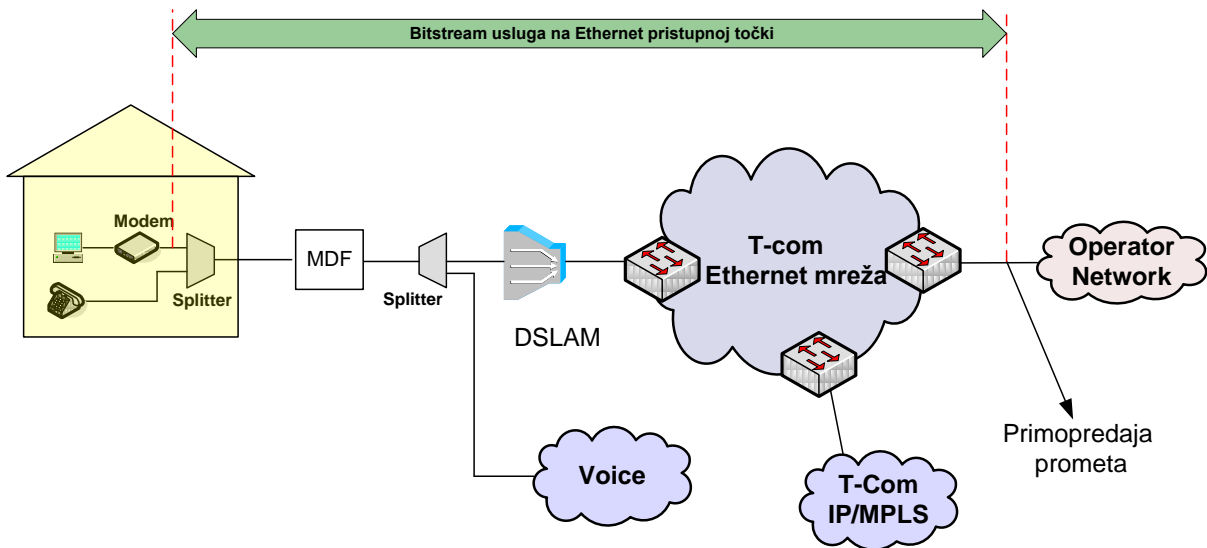 Bitstream usluga na Ethernet pristupnoj točki
Modem
Splitter
MDF
Splitter
DSLAM
T-com
Ethernet mreža
Operator
Network
Voice
T-Com
IP/MPLS
Primopredaja
prometa